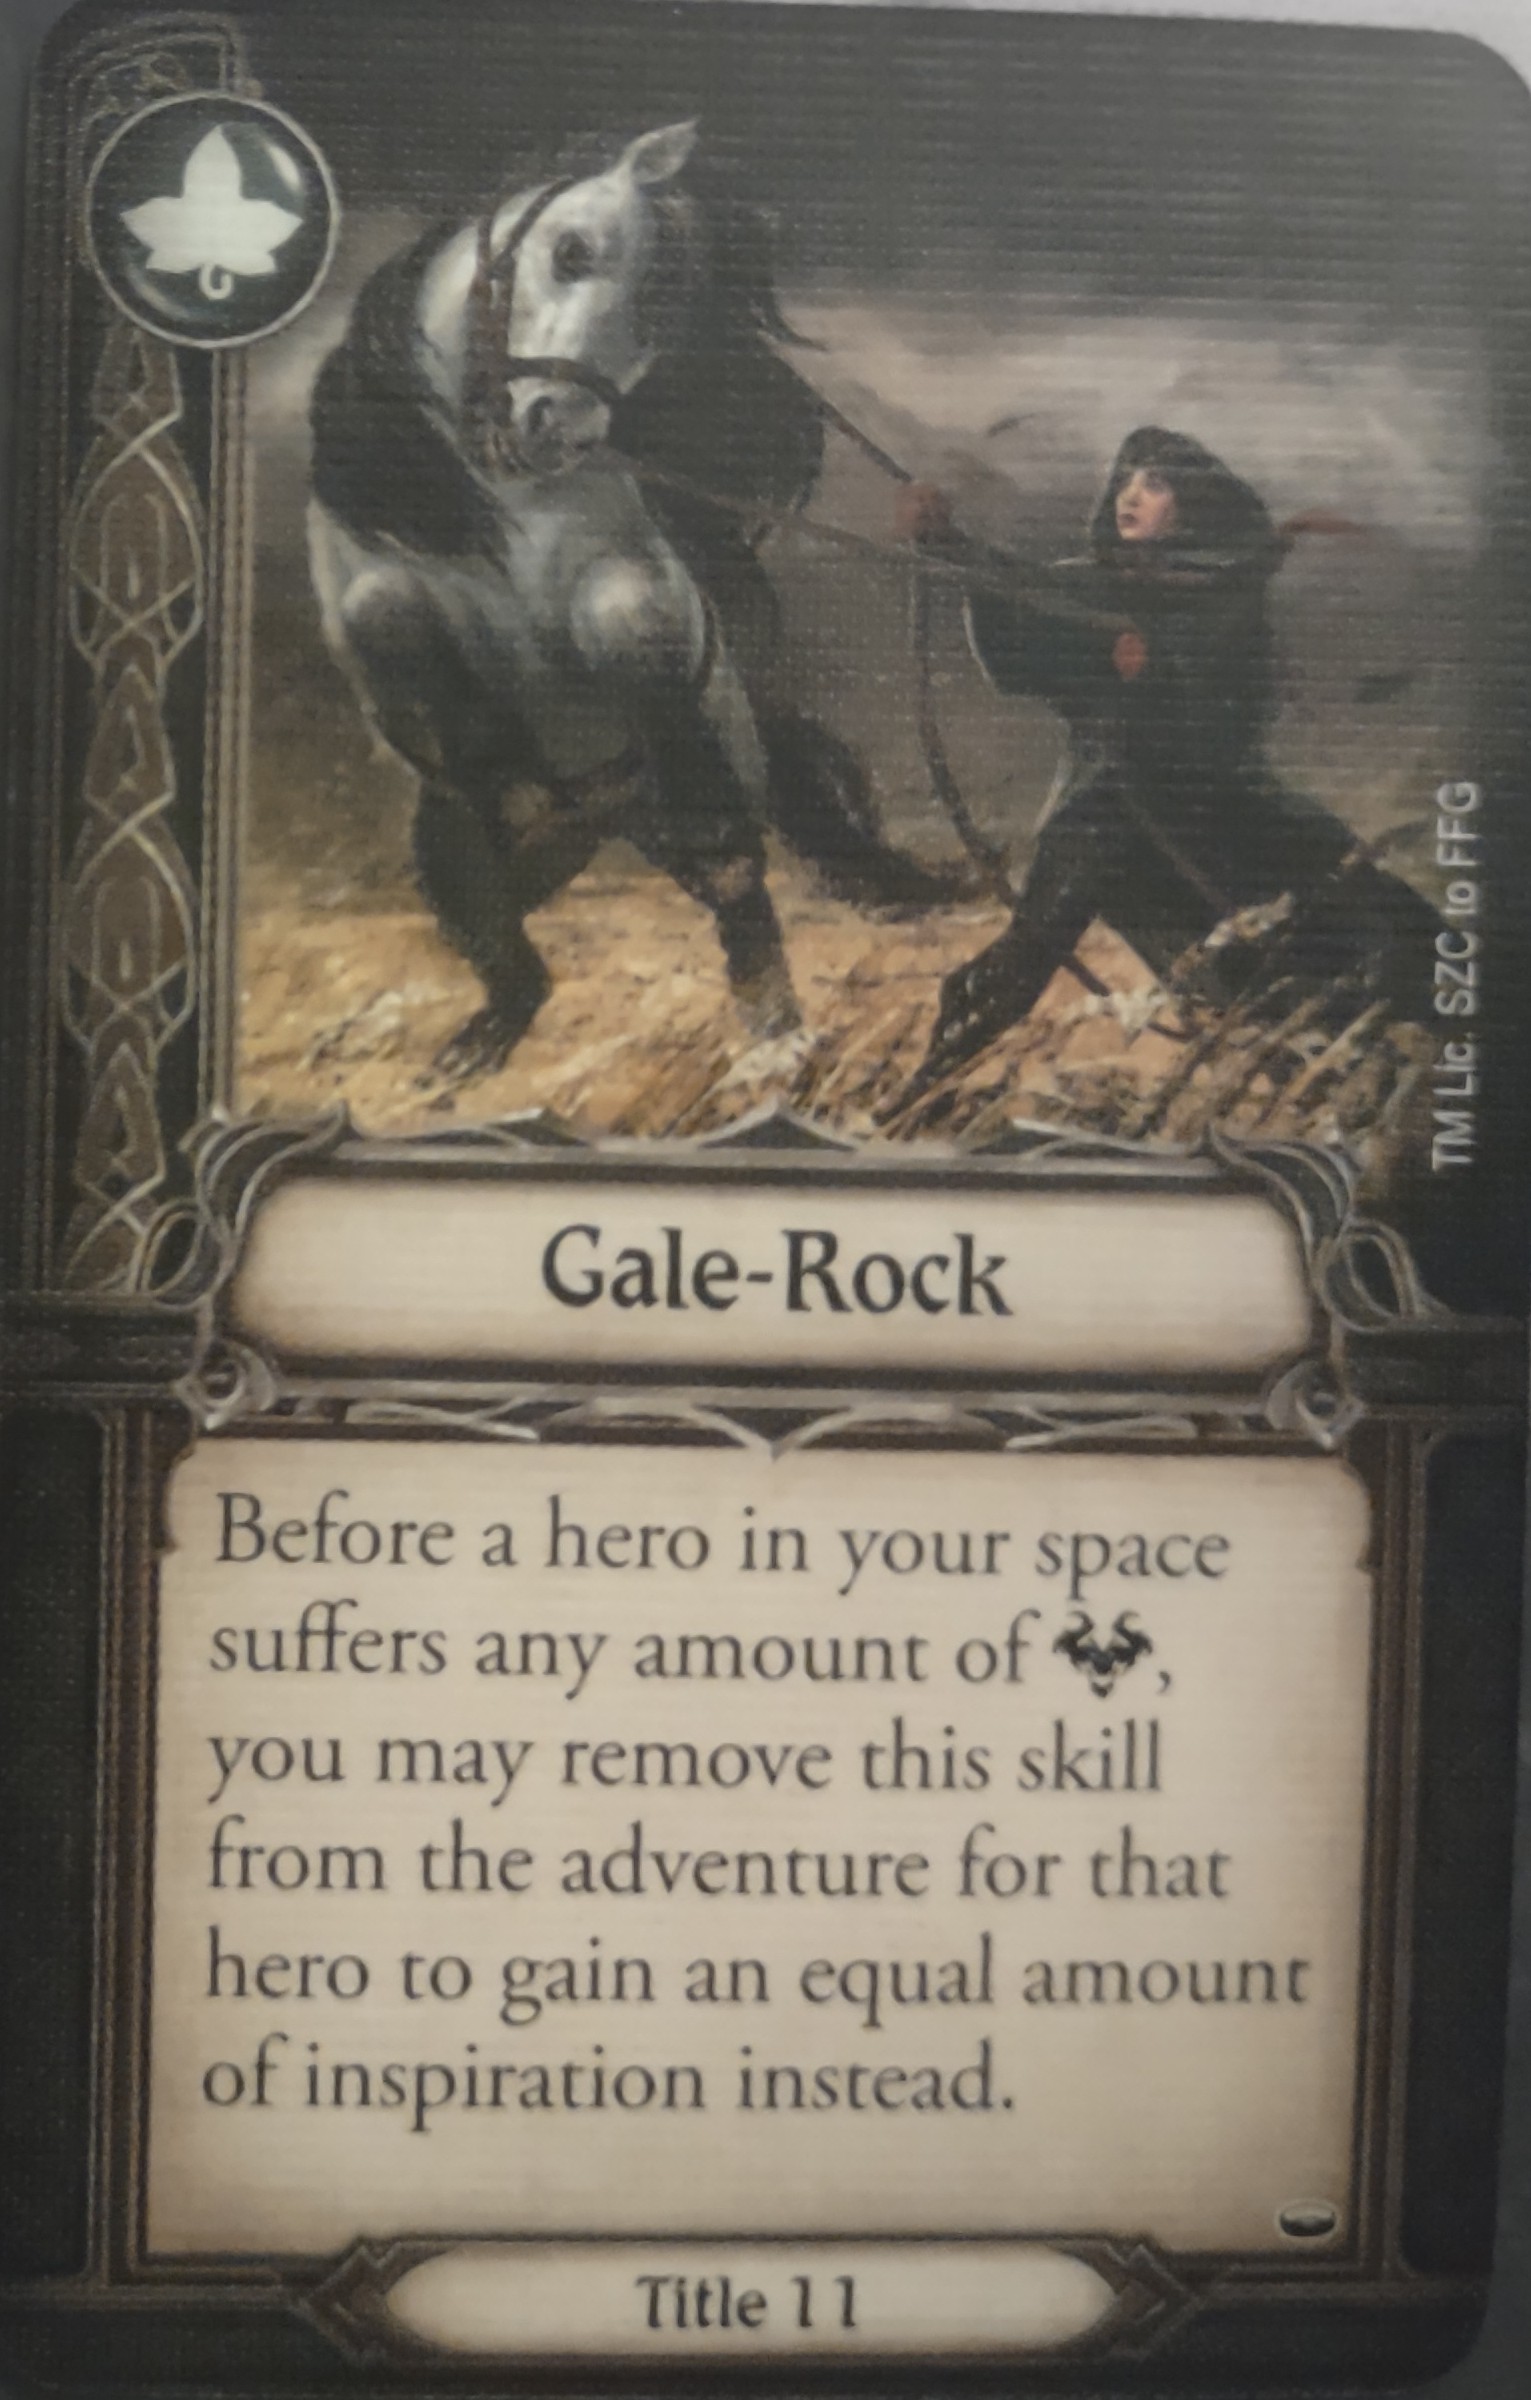 TM Lic. SZC to FFG
Gale-Rock
Before a hero in your space
suffers any amount of ,
you may remove this skill
from the adventure for that
hero to gain an equal amount
of inspiration instead.
Title 11